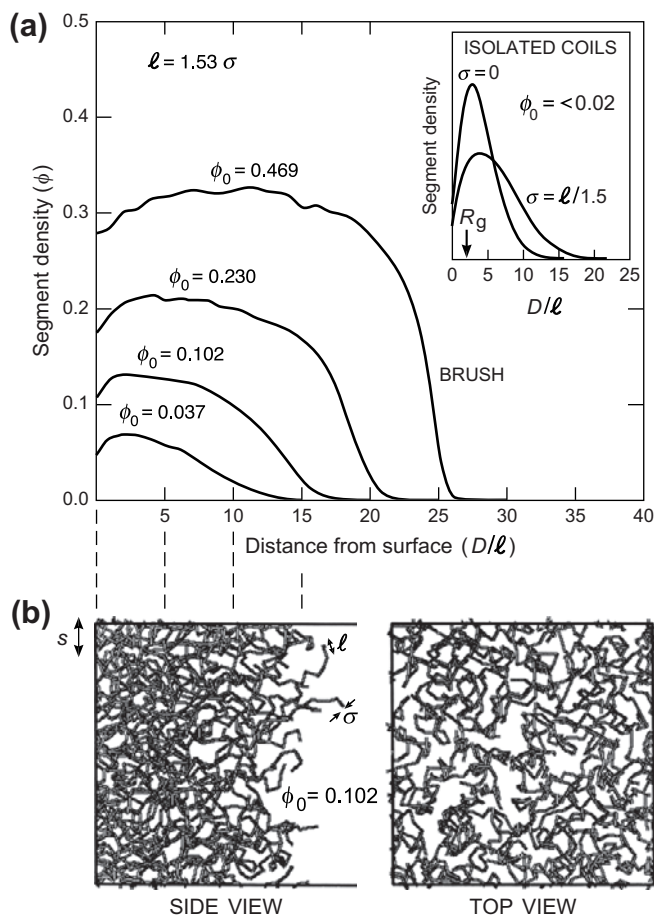 (a)
0.5
0.4
0.3
0.2
0.1
0.0
Segment density (ϕ)
ℓ = 1.53 σ
ϕ₀ = 0.469
ϕ₀ = 0.230
ϕ₀ = 0.102
ϕ₀ = 0.037
BRUSH
ISOLATED COILS
σ = 0
ϕ₀ = <0.02
σ = ℓ/1.5
Rg
Segment density
0 5 10 15 20 25
D/ℓ
5 10 15 20 25 30 35 40
Distance from surface (D/ℓ)
(b)
s
ℓ
σ
ϕ₀ = 0.102
SIDE VIEW
TOP VIEW